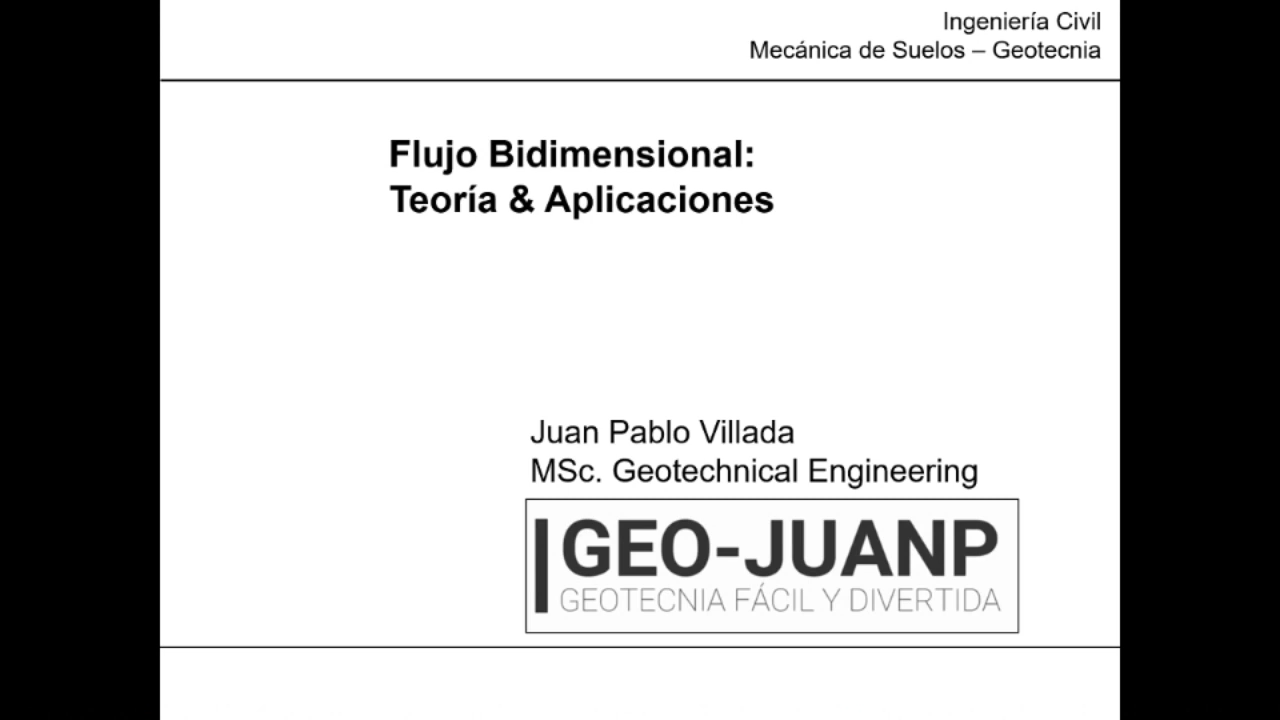 Ingeniería Civil
Mecánica de Suelos – Geotecnia
Flujo Bidimensional:
Teoría & Aplicaciones
Juan Pablo Villada
MSc. Geotechnical Engineering
GEO-JUANP
GEOTECNIA FÁCIL Y DIVERTIDA